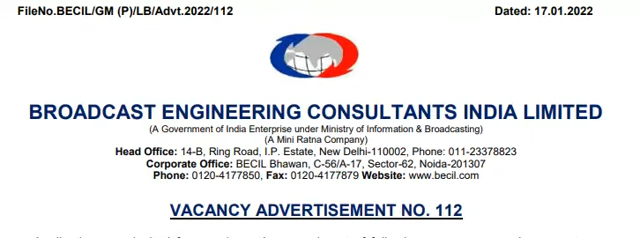 FileNo.BECIL/GM (P)/LB/Advt.2022/112 Dated: 17.01.2022
BROADCAST ENGINEERING CONSULTANTS INDIA LIMITED
(A Government of India Enterprise under Ministry of Information & Broadcasting)
(A Mini Ratna Company)
Head Office: 14-B, Ring Road, I.P. Estate, New Delhi-110002, Phone: 011-23378823
Corporate Office: BECIL Bhawan, C-56/A-17, Sector-62, Noida-201307
Phone: 0120-4177850, Fax: 0120-4177879 Website: www.becil.com
VACANCY ADVERTISEMENT NO. 112